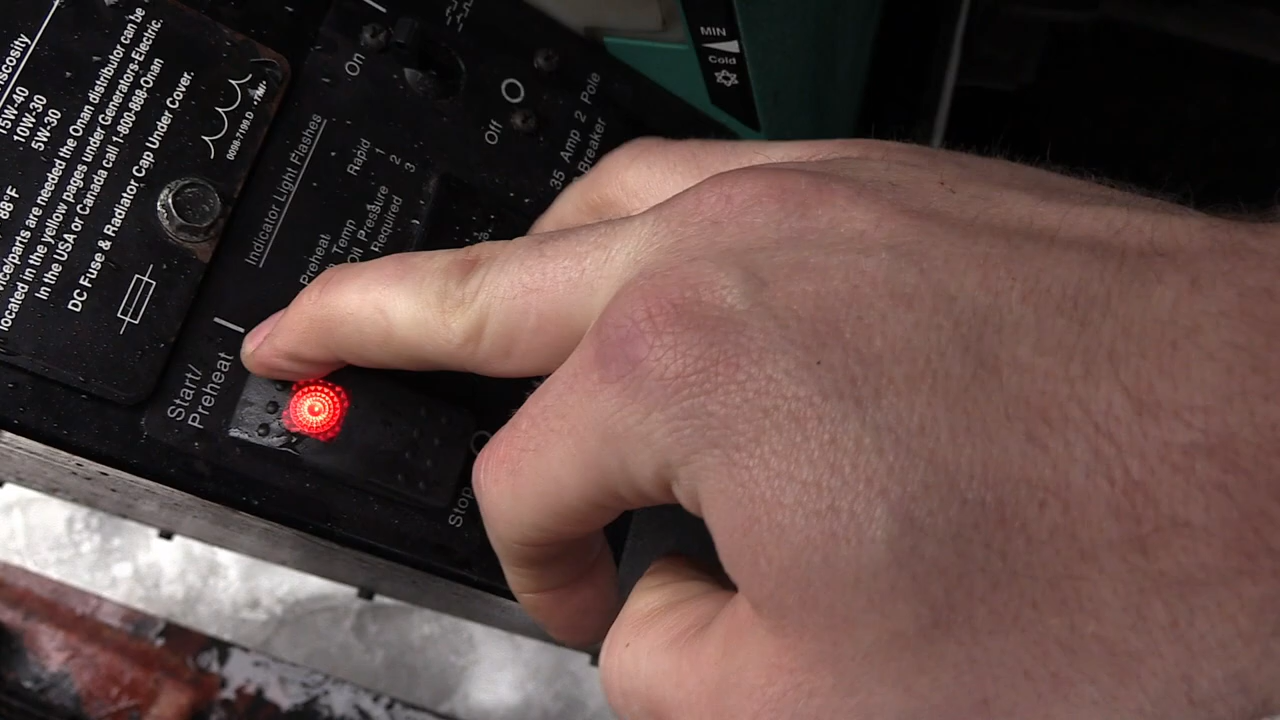 iscosity
15W-40
10W-30
5W-30
88°F
vice/parts are needed the Onan distributor can be
located in the yellow pages under Generators-Electric.
In the USA or Canada call 1-800-888-Onan
DC Fuse & Radiator Cap Under Cover.
On
Off
Indicator Light Flashes
Preheat Rapid
Temp 1
Oil Pressure 2
Required 3
35 Amp 2 Pole
Breaker
Start/
Preheat
Stop
MIN
Cold